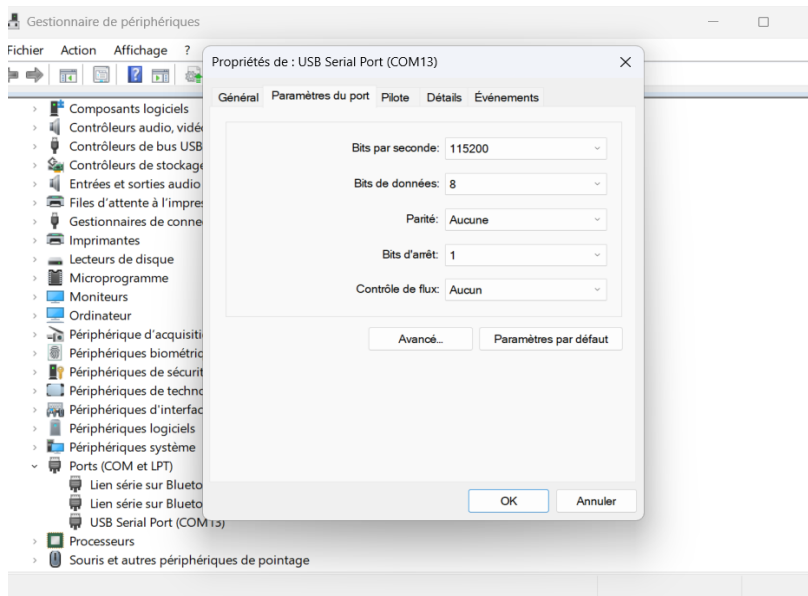 Gestionnaire de périphériques
Fichier Action Affichage ?
Propriétés de : USB Serial Port (COM13)
Général Paramètres du port Pilote Détails Événements
Bits par seconde: 115200
Bits de données: 8
Parité: Aucune
Bits d'arrêt: 1
Contrôle de flux: Aucun
Avancé... Paramètres par défaut
OK Annuler
Composants logiciels
Contrôleurs audio, vidé
Contrôleurs de bus USB
Contrôleurs de stockage
Entrées et sorties audio
Files d'attente à l'impres
Gestionnaires de conne
Imprimantes
Lecteurs de disque
Microprogramme
Moniteurs
Ordinateur
Périphérique d'acquisiti
Périphériques biométric
Périphériques de sécurit
Périphériques de techno
Périphériques d'interfac
Périphériques logiciels
Périphériques système
Ports (COM et LPT)
Lien série sur Blueto
Lien série sur Blueto
USB Serial Port (COM13)
Processeurs
Souris et autres périphériques de pointage